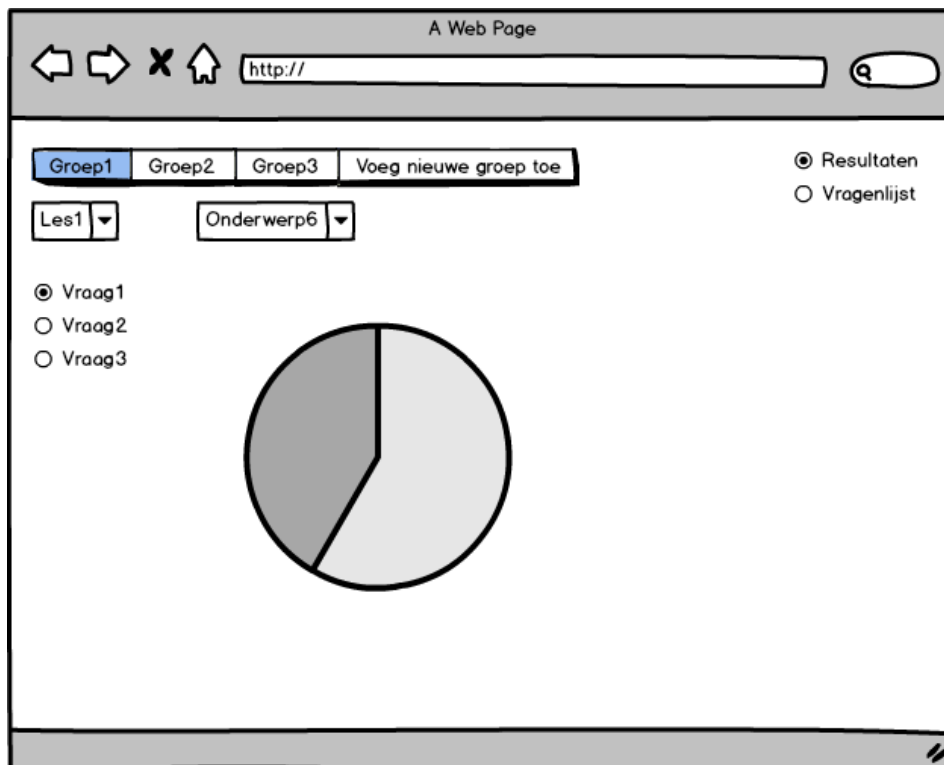 A Web Page
http://
Groep1 Groep2 Groep3 Voeg nieuwe groep toe
Resultaten
Vragenlijst
Les1 Onderwerp6
Vraag1
Vraag2
Vraag3